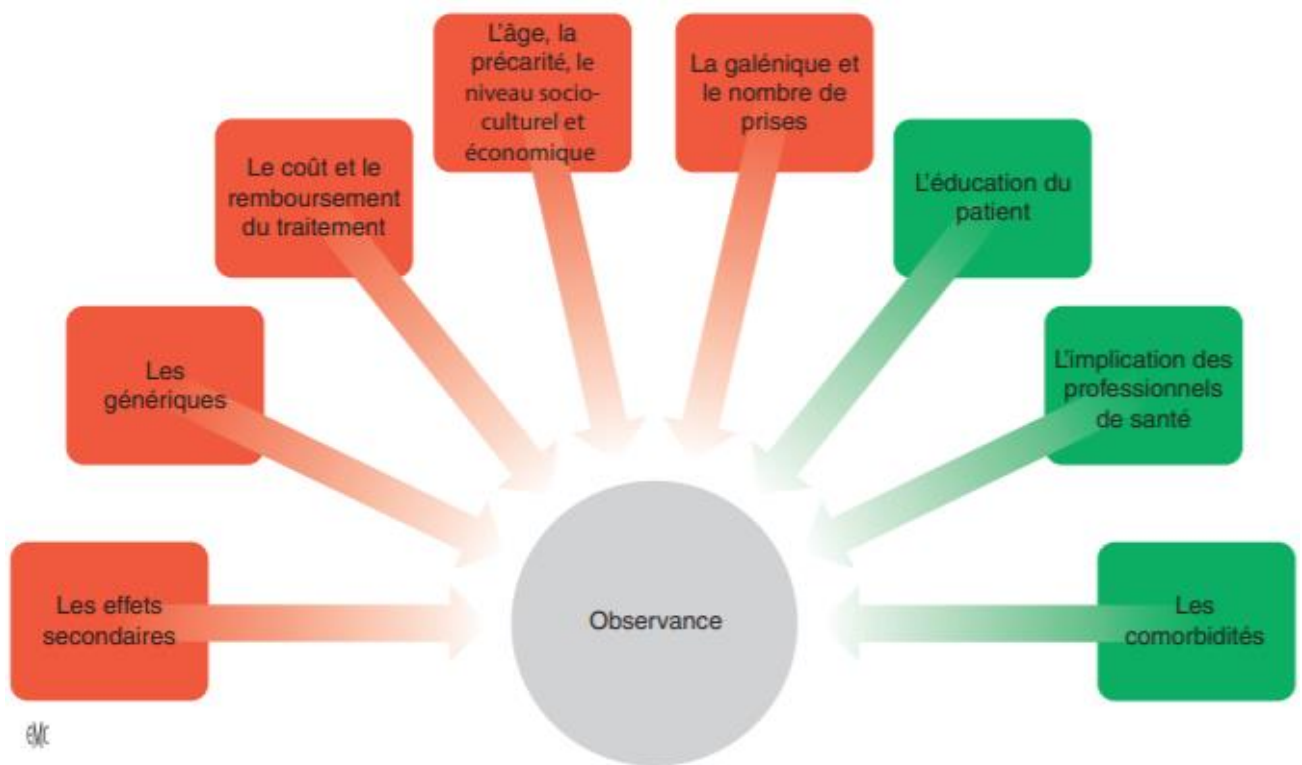 L'âge, la
précarité, le
niveau socio-
culturel et
économique
La galénique et
le nombre de
prises
Le coût et le
remboursement
du traitement
L'éducation du
patient
Les
génériques
L'implication des
professionnels
de santé
Les effets
secondaires
Observance
Les
comorbidités
EMC